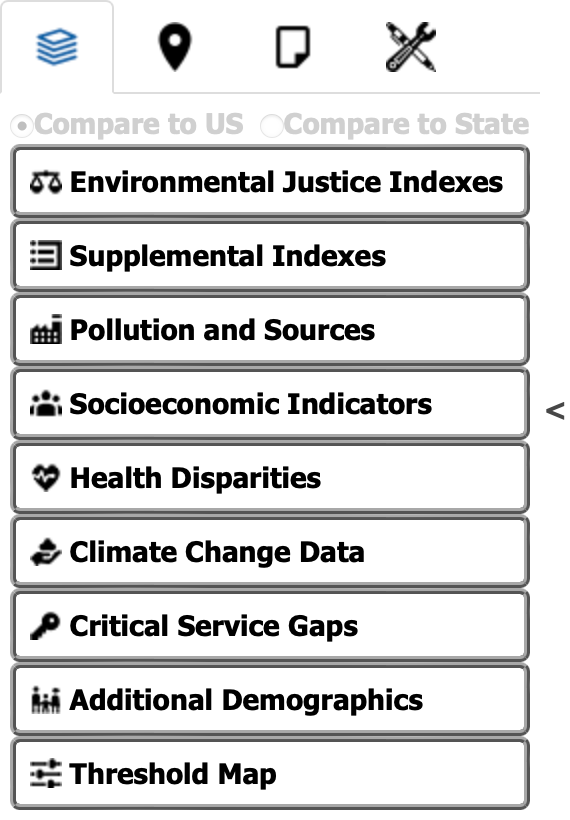 Compare to US Compare to State
Environmental Justice Indexes
Supplemental Indexes
Pollution and Sources
Socioeconomic Indicators
<
Health Disparities
Climate Change Data
Critical Service Gaps
Additional Demographics
Threshold Map